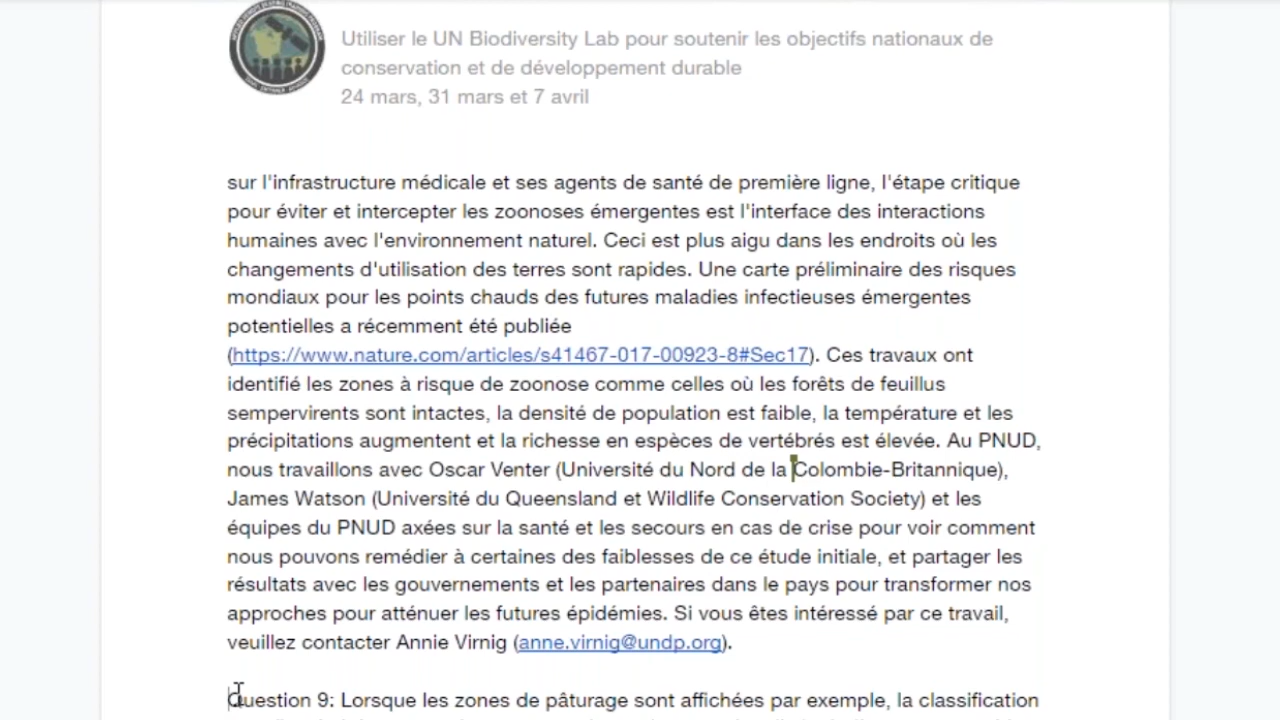 Utiliser le UN Biodiversity Lab pour soutenir les objectifs nationaux de
conservation et de développement durable
24 mars, 31 mars et 7 avril
sur l'infrastructure médicale et ses agents de santé de première ligne, l'étape critique
pour éviter et intercepter les zoonoses émergentes est l'interface des interactions
humaines avec l'environnement naturel. Ceci est plus aigu dans les endroits où les
changements d'utilisation des terres sont rapides. Une carte préliminaire des risques
mondiaux pour les points chauds des futures maladies infectieuses émergentes
potentielles a récemment été publiée
(https://www.nature.com/articles/s41467-017-00923-8#Sec17). Ces travaux ont
identifié les zones à risque de zoonose comme celles où les forêts de feuillus
sempervirents sont intactes, la densité de population est faible, la température et les
précipitations augmentent et la richesse en espèces de vertébrés est élevée. Au PNUD,
nous travaillons avec Oscar Venter (Université du Nord de la Colombie-Britannique),
James Watson (Université du Queensland et Wildlife Conservation Society) et les
équipes du PNUD axées sur la santé et les secours en cas de crise pour voir comment
nous pouvons remédier à certaines des faiblesses de ce étude initiale, et partager les
résultats avec les gouvernements et les partenaires dans le pays pour transformer nos
approches pour atténuer les futures épidémies. Si vous êtes intéressé par ce travail,
veuillez contacter Annie Virnig (anne.virnig@undp.org).
Question 9: Lorsque les zones de pâturage sont affichées par exemple, la classification